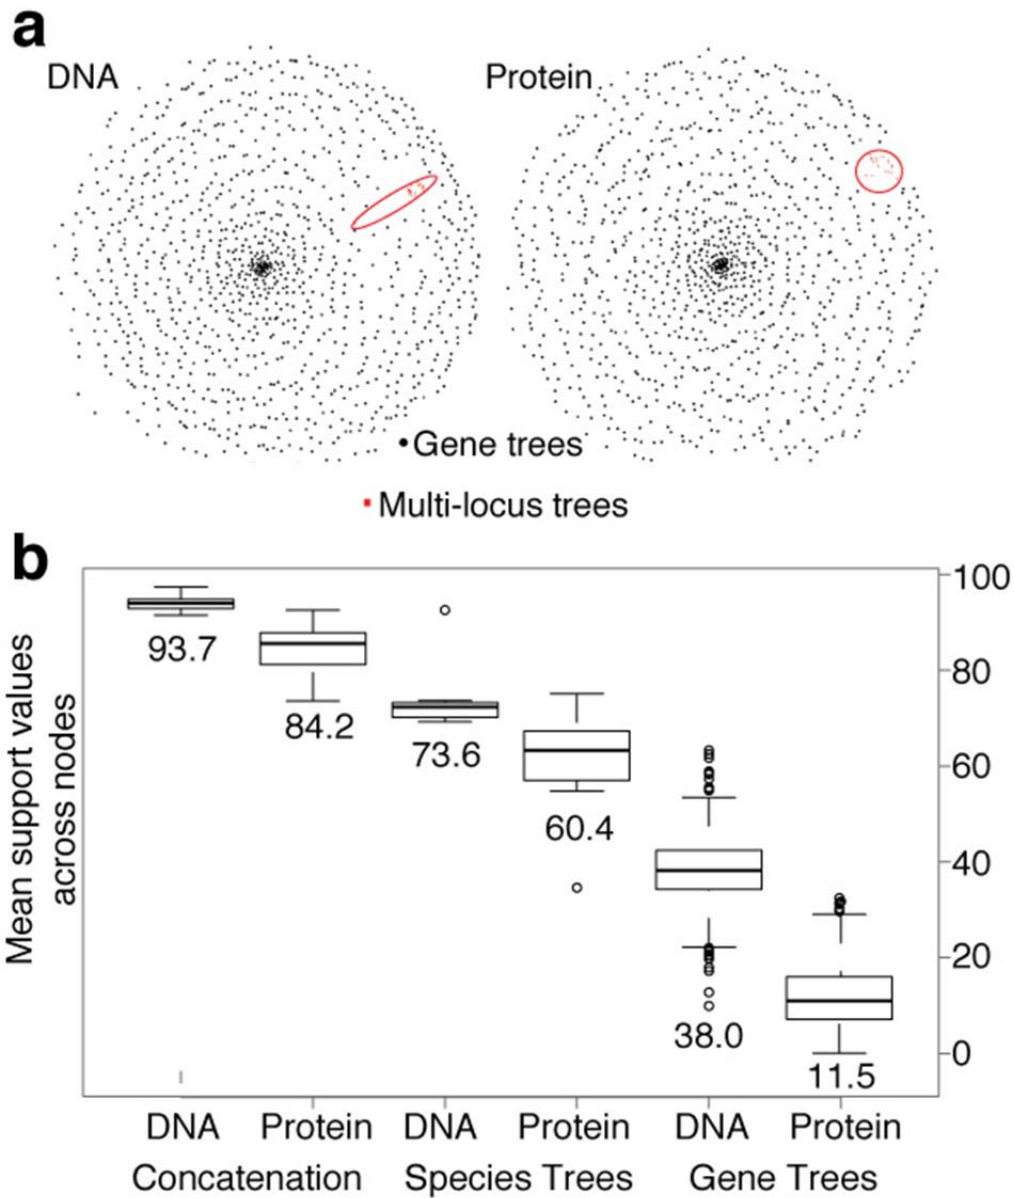 a
DNA
Protein
•Gene trees
Multi-locus trees
b
Mean support values
across nodes
100
80
60
40
20
0
93.7
84.2
73.6
60.4
38.0
11.5
DNA Protein DNA Protein DNA Protein
Concatenation Species Trees Gene Trees